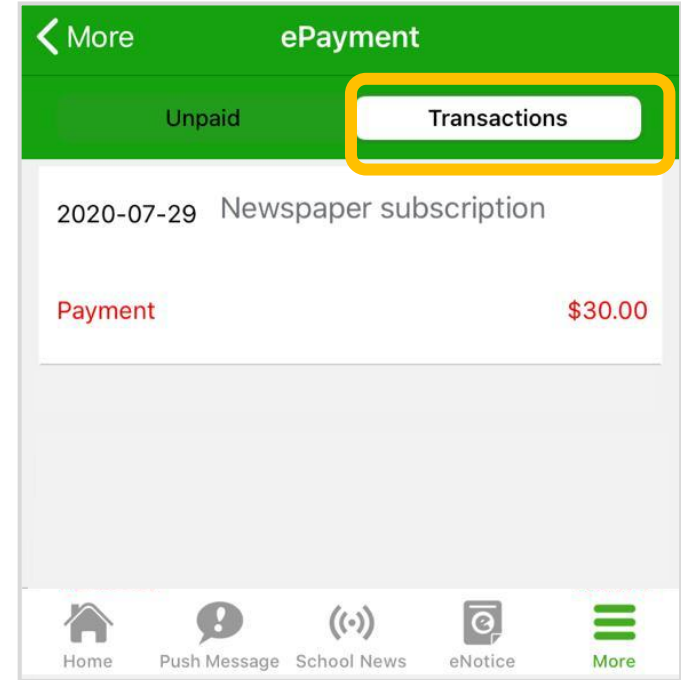 More ePayment
Unpaid Transactions
2020-07-29 Newspaper subscription
Payment $30.00
Home Push Message School News eNotice More